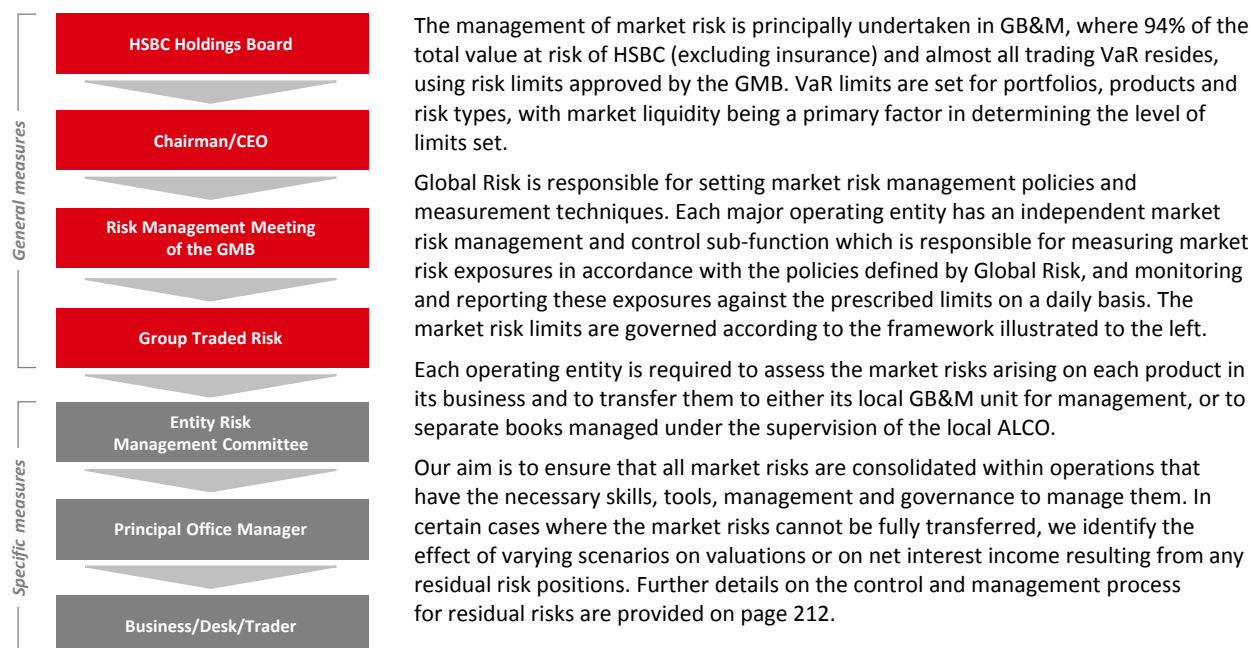 General measures
HSBC Holdings Board
Chairman/CEO
Risk Management Meeting
of the GMB
Group Traded Risk
Specific measures
Entity Risk
Management Committee
Principal Office Manager
Business/Desk/Trader
The management of market risk is principally undertaken in GB&M, where 94% of the
total value at risk of HSBC (excluding insurance) and almost all trading VaR resides,
using risk limits approved by the GMB. VaR limits are set for portfolios, products and
risk types, with market liquidity being a primary factor in determining the level of
limits set.
Global Risk is responsible for setting market risk management policies and
measurement techniques. Each major operating entity has an independent market
risk management and control sub-function which is responsible for measuring market
risk exposures in accordance with the policies defined by Global Risk, and monitoring
and reporting these exposures against the prescribed limits on a daily basis. The
market risk limits are governed according to the framework illustrated to the left.
Each operating entity is required to assess the market risks arising on each product in
its business and to transfer them to either its local GB&M unit for management, or to
separate books managed under the supervision of the local ALCO.
Our aim is to ensure that all market risks are consolidated within operations that
have the necessary skills, tools, management and governance to manage them. In
certain cases where the market risks cannot be fully transferred, we identify the
effect of varying scenarios on valuations or on net interest income resulting from any
residual risk positions. Further details on the control and management process
for residual risks are provided on page 212.